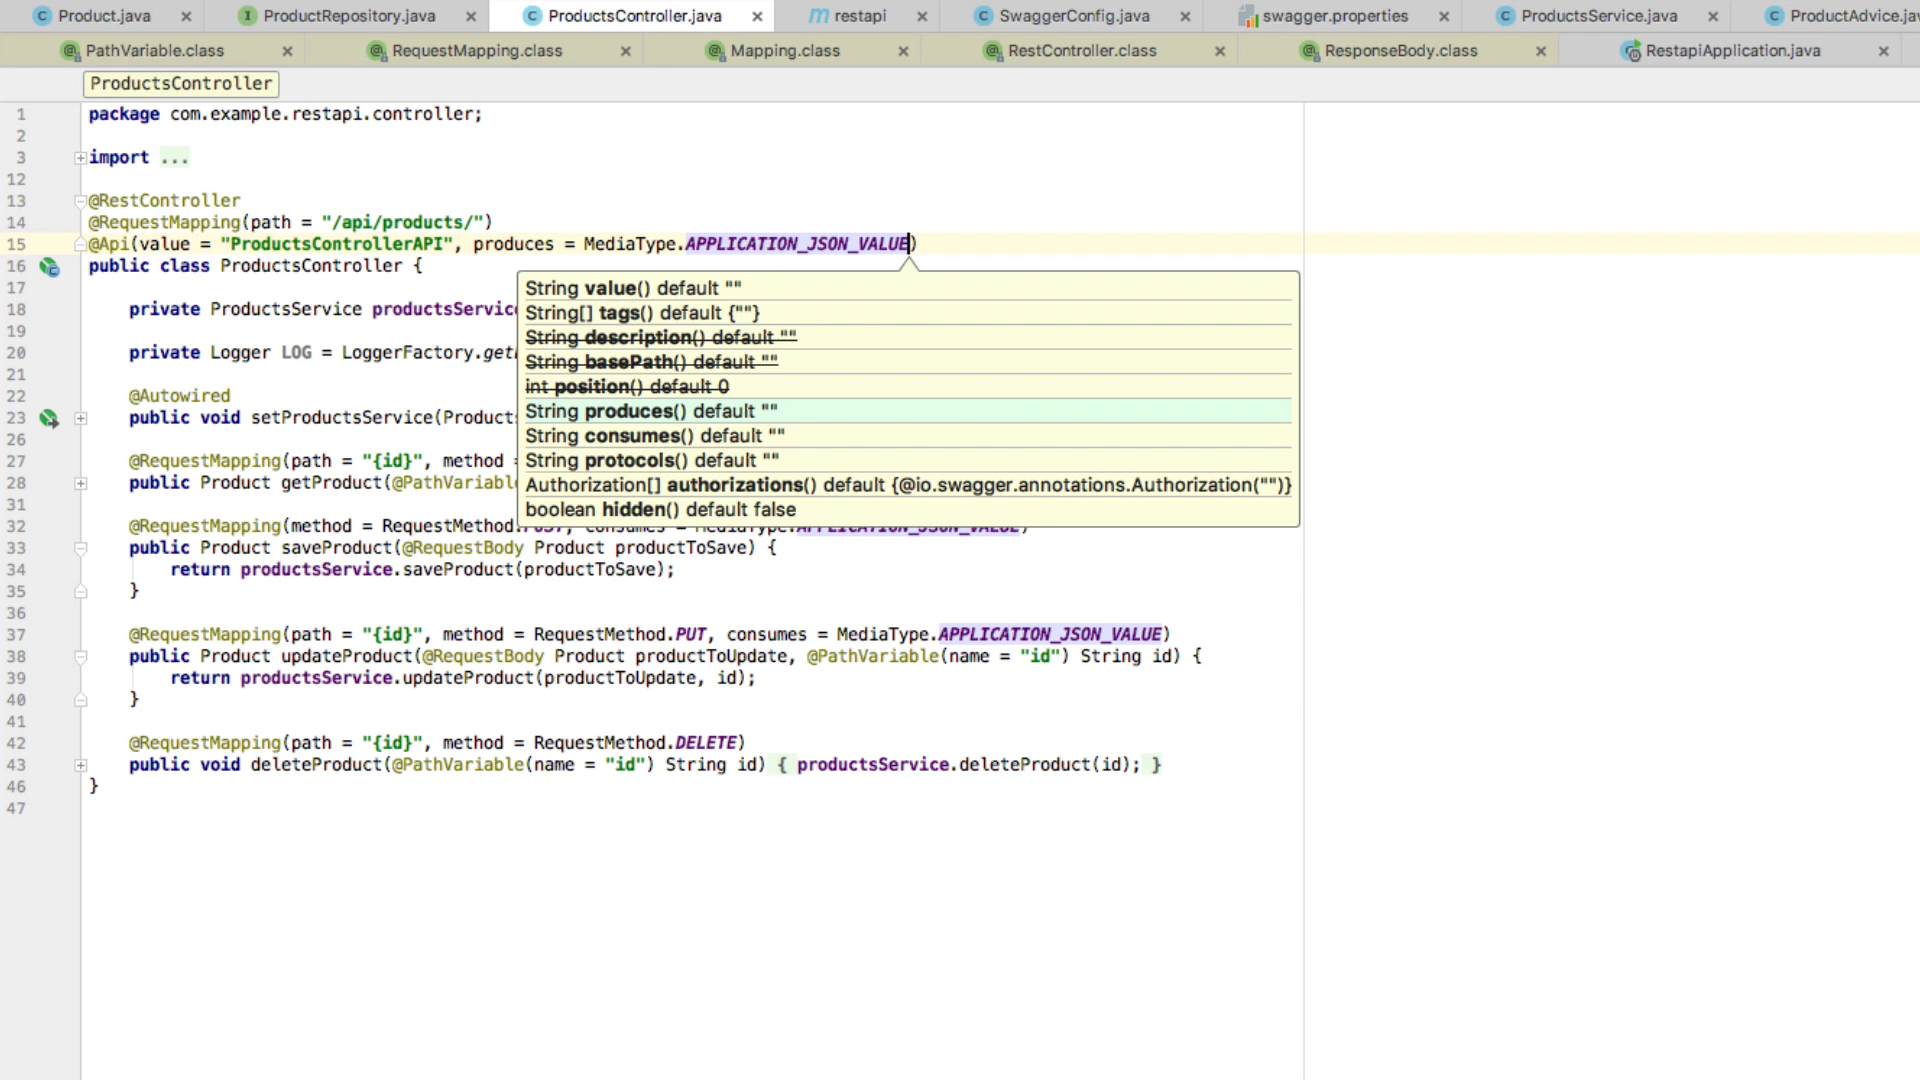 Product.java
ProductRepository.java
ProductsController.java
restapi
SwaggerConfig.java
swagger.properties
ProductsService.java
PathVariable.class
RequestMapping.class
Mapping.class
RestController.class
ResponseBody.class
RestapiApplication.java
ProductsController
1 package com.example.restapi.controller;
2
3 import ...
12
13 @RestController
14 @RequestMapping(path = "/api/products/")
15 @Api(value = "ProductsControllerAPI", produces = MediaType.APPLICATION_JSON_VALUE)
16 public class ProductsController {
17
18 private ProductsService
19
20 private Logger LOG = LoggerFactory.
21
22 @Autowired
23 public void setProductsService(
26
27 @RequestMapping(path = "{id}", method
28 public Product getProduct(
31
32 @RequestMapping(method = RequestMethod.POST, consumes = MediaType.APPLICATION_JSON_VALUE)
33 public Product saveProduct(@RequestBody Product productToSave) {
34 return productsService.saveProduct(productToSave);
35 }
36
37 @RequestMapping(path = "{id}", method = RequestMethod.PUT, consumes = MediaType.APPLICATION_JSON_VALUE)
38 public Product updateProduct(@RequestBody Product productToUpdate, @PathVariable(name = "id") String id) {
39 return productsService.updateProduct(productToUpdate, id);
40 }
41
42 @RequestMapping(path = "{id}", method = RequestMethod.DELETE)
43 public void deleteProduct(@PathVariable(name = "id") String id) { productsService.deleteProduct(id); }
46 }
47
String value() default ""
String[] tags() default {""}
String description() default ""
String basePath() default ""
int position() default 0
String produces() default ""
String consumes() default ""
String protocols() default ""
Authorization[] authorizations() default {@io.swagger.annotations.Authorization("")}
boolean hidden() default false